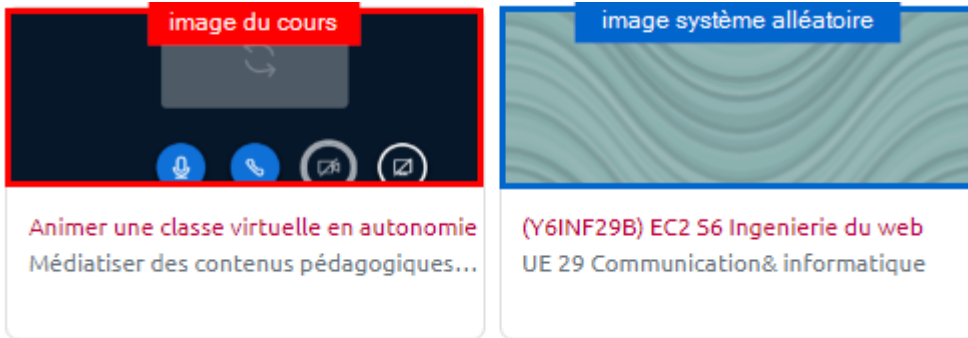 image du cours
image système alléatoire
Animer une classe virtuelle en autonomie
Médiatiser des contenus pédagogiques...
(Y6INF29B) EC2 S6 Ingenierie du web
UE 29 Communication& informatique